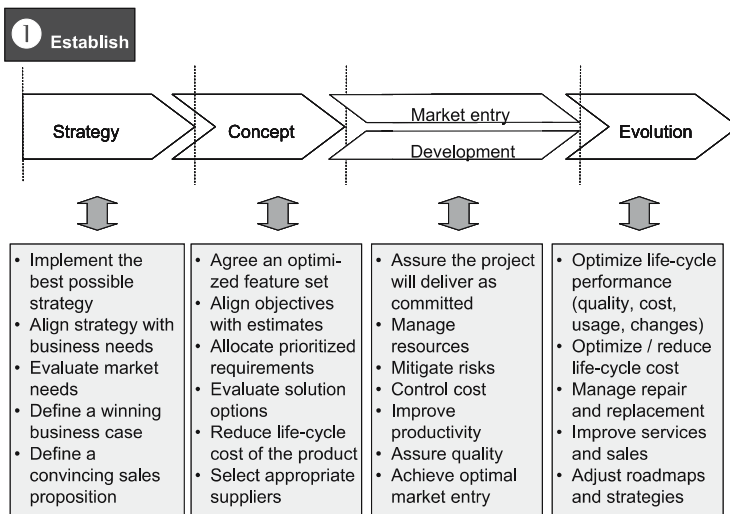 1 Establish
Strategy
Concept
Market entry
Development
Evolution
• Implement the
best possible
strategy
• Align strategy with
business needs
• Evaluate market
needs
• Define a winning
business case
• Define a
convincing sales
proposition
• Agree an optimi-
zed feature set
• Align objectives
with estimates
• Allocate prioritized
requirements
• Evaluate solution
options
• Reduce life-cycle
cost of the product
• Select appropriate
suppliers
• Assure the project
will deliver as
committed
• Manage
resources
• Mitigate risks
• Control cost
• Improve
productivity
• Assure quality
• Achieve optimal
market entry
• Optimize life-cycle
performance
(quality, cost,
usage, changes)
• Optimize / reduce
life-cycle cost
• Manage repair
and replacement
• Improve services
and sales
• Adjust roadmaps
and strategies